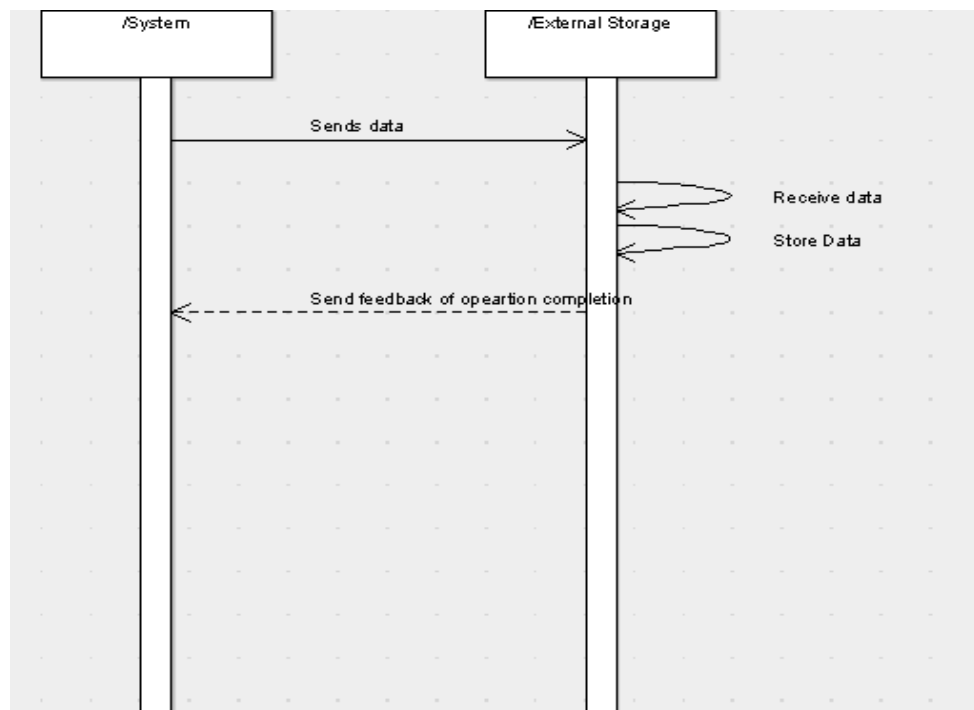 /System
/External Storage
Sends data
Receive data
Store Data
Send feedback of opeartion completion